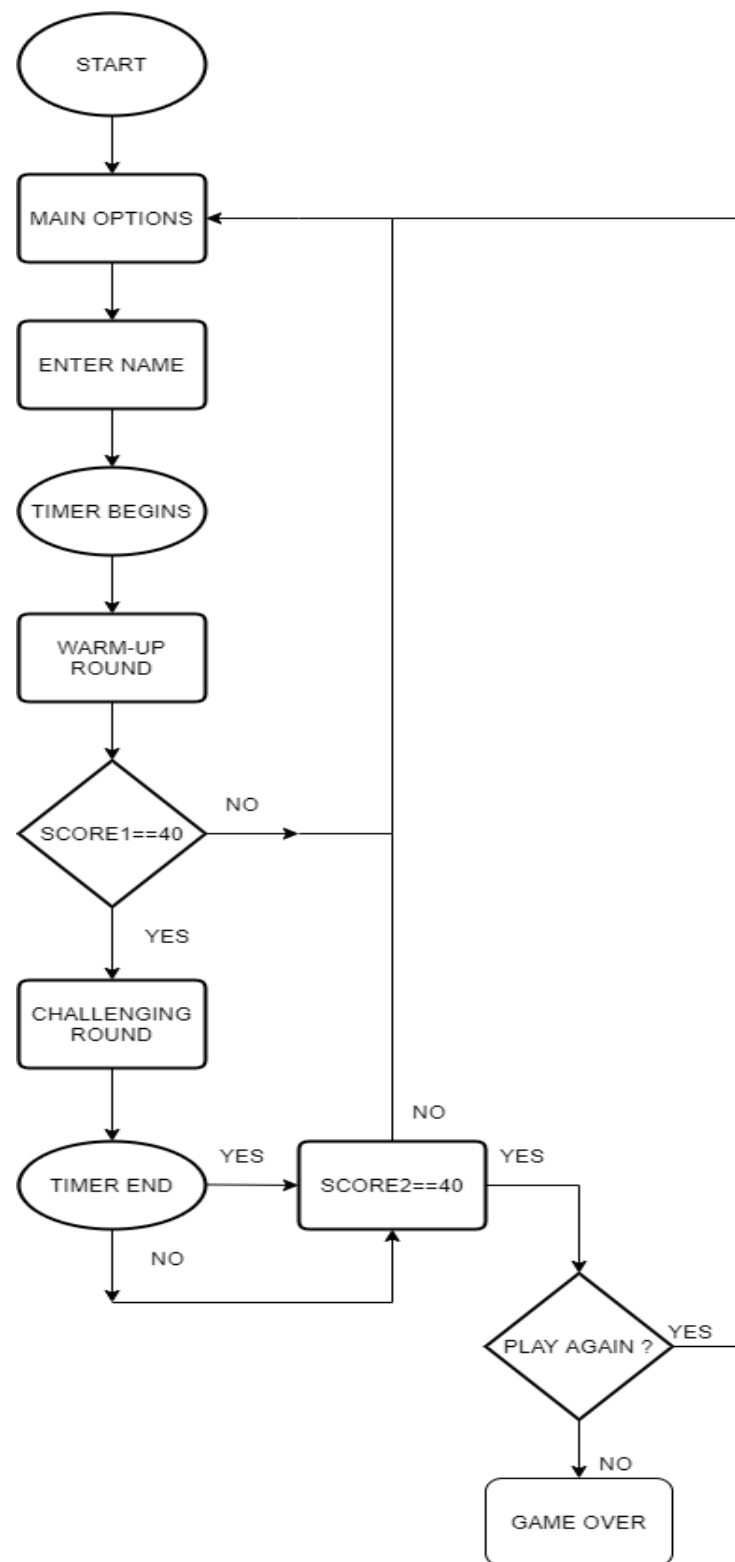 START
MAIN OPTIONS
ENTER NAME
TIMER BEGINS
WARM-UP
ROUND
NO
SCORE1==40
YES
CHALLENGING
ROUND
NO
YES
YES
TIMER END
SCORE2==40
NO
YES
PLAY AGAIN ?
NO
GAME OVER